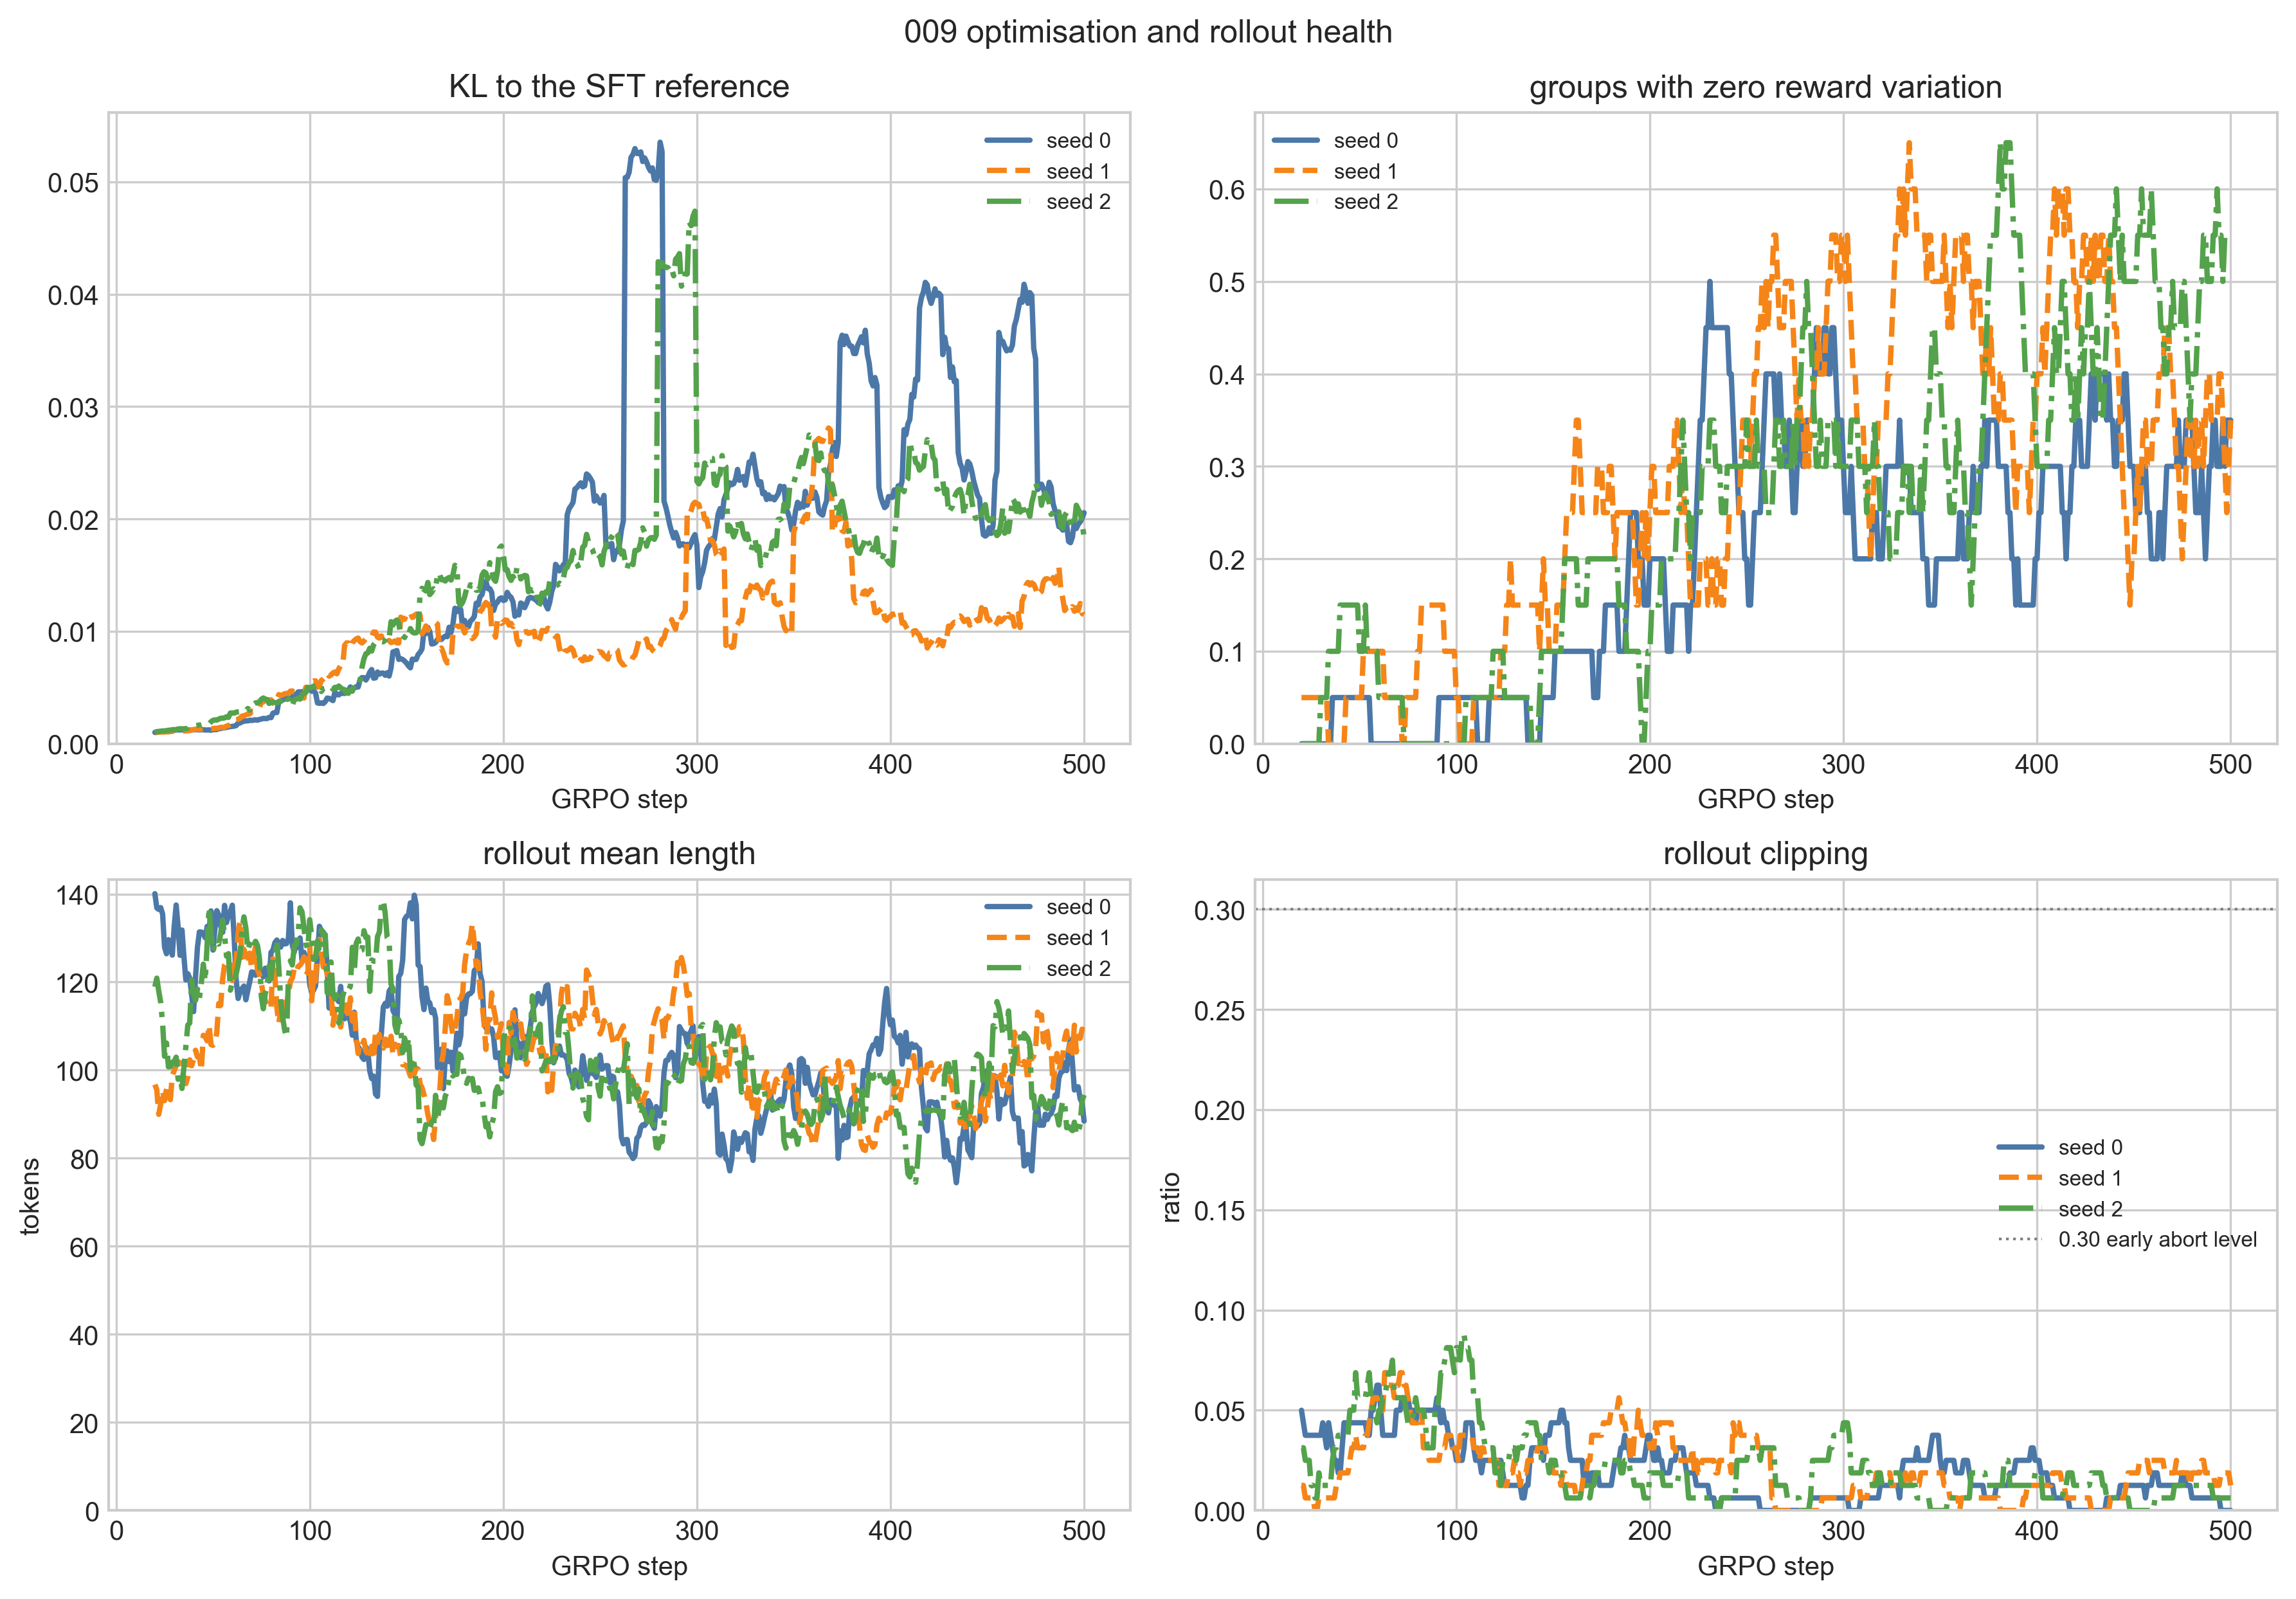 009 optimisation and rollout health
KL to the SFT reference
seed 0
seed 1
seed 2
0.05
0.04
0.03
0.02
0.01
0.00
0 100 200 300 400 500
GRPO step
groups with zero reward variation
seed 0
seed 1
seed 2
0.6
0.5
0.4
0.3
0.2
0.1
0.0
0 100 200 300 400 500
GRPO step
rollout mean length
seed 0
seed 1
seed 2
tokens
140
120
100
80
60
40
20
0
0 100 200 300 400 500
GRPO step
rollout clipping
ratio
0.30
0.25
0.20
0.15
0.10
0.05
0.00
seed 0
seed 1
seed 2
0.30 early abort level
0 100 200 300 400 500
GRPO step